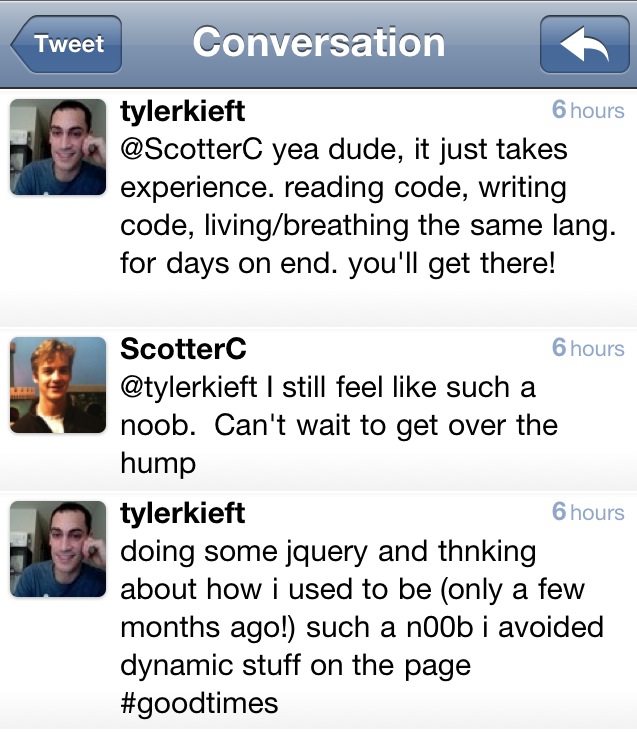 Tweet
Conversation
tylerkieft
6 hours
@ScotterC yea dude, it just takes
experience. reading code, writing
code, living/breathing the same lang.
for days on end. you'll get there!
ScotterC
6 hours
@tylerkieft I still feel like such a
noob.  Can't wait to get over the
hump
tylerkieft
6 hours
doing some jquery and thnking
about how i used to be (only a few
months ago!) such a n00b i avoided
dynamic stuff on the page
#goodtimes